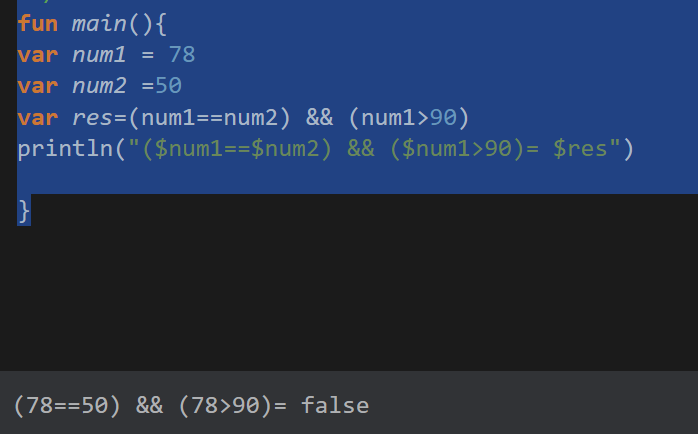 fun main(){
var num1 = 78
var num2 =50
var res=(num1==num2) && (num1>90)
println("($num1==$num2) && ($num1>90)= $res")
}
(78==50) && (78>90)= false